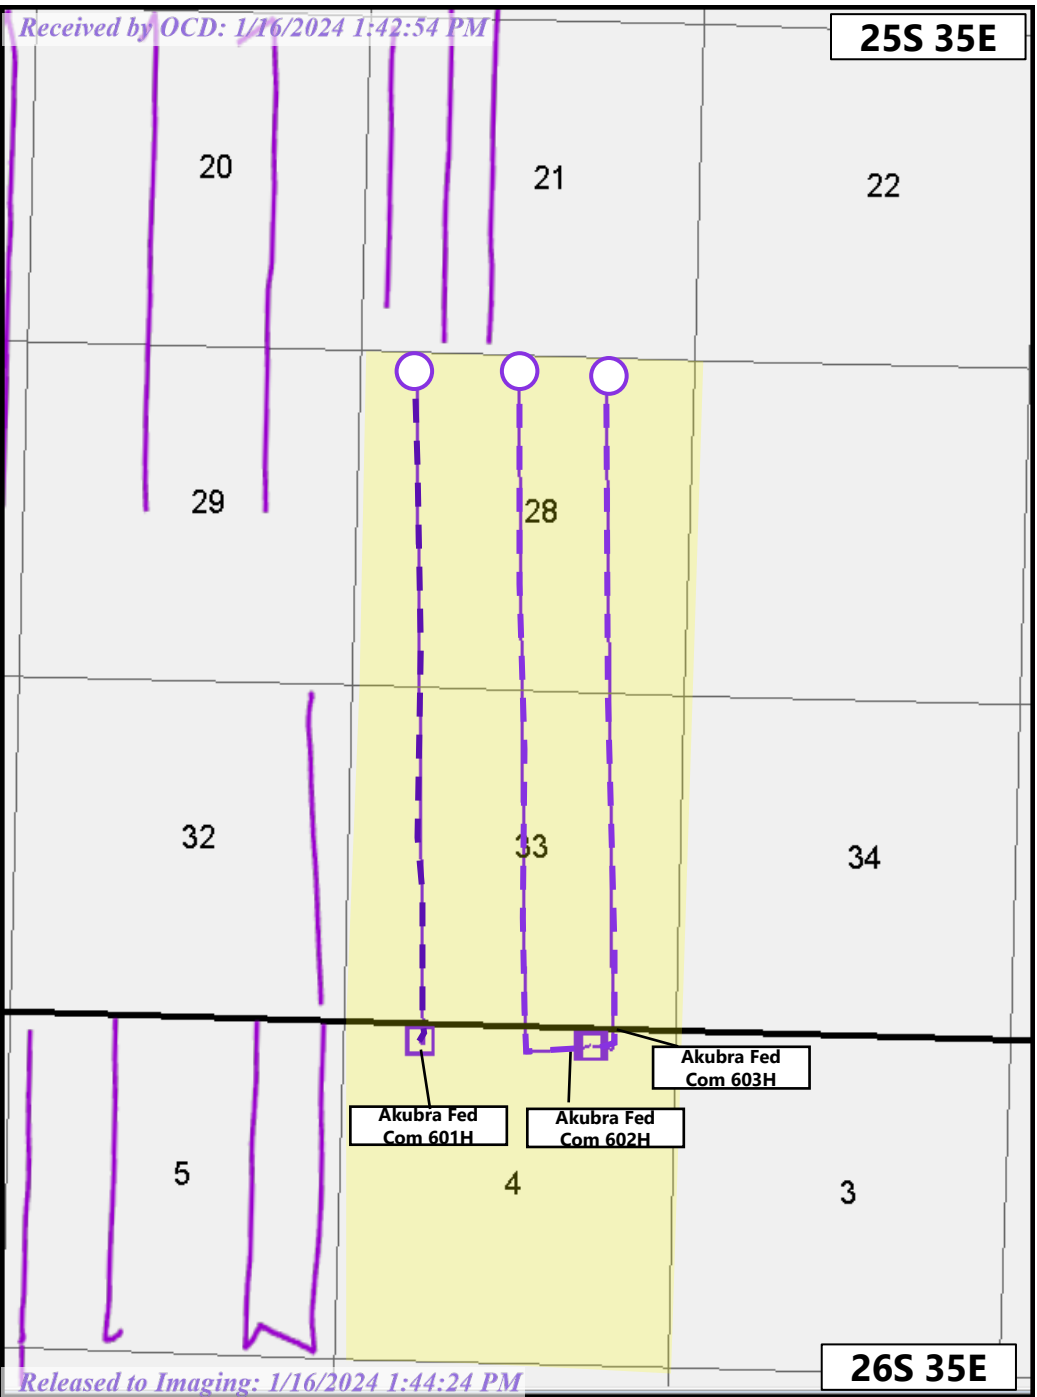 Received by OCD: 1/16/2024 1:42:54 PM
25S 35E
20
21
22
29
28
32
33
34
Akubra Fed
Com 603H
Akubra Fed
Com 601H
Akubra Fed
Com 602H
5
4
3
26S 35E
Released to Imaging: 1/16/2024 1:44:24 PM